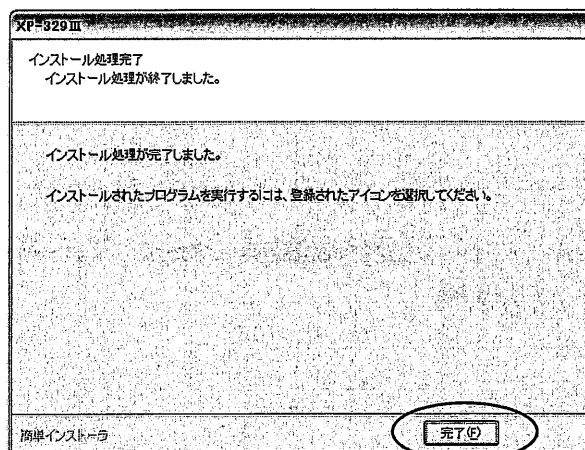 XP-329Ⅲ
インストール処理完了
インストール処理が終了しました。
インストール処理が完了しました。
インストールされたプログラムを実行するには、登録されたアイコンを選択してください。
簡単インストーラ
完了(F)